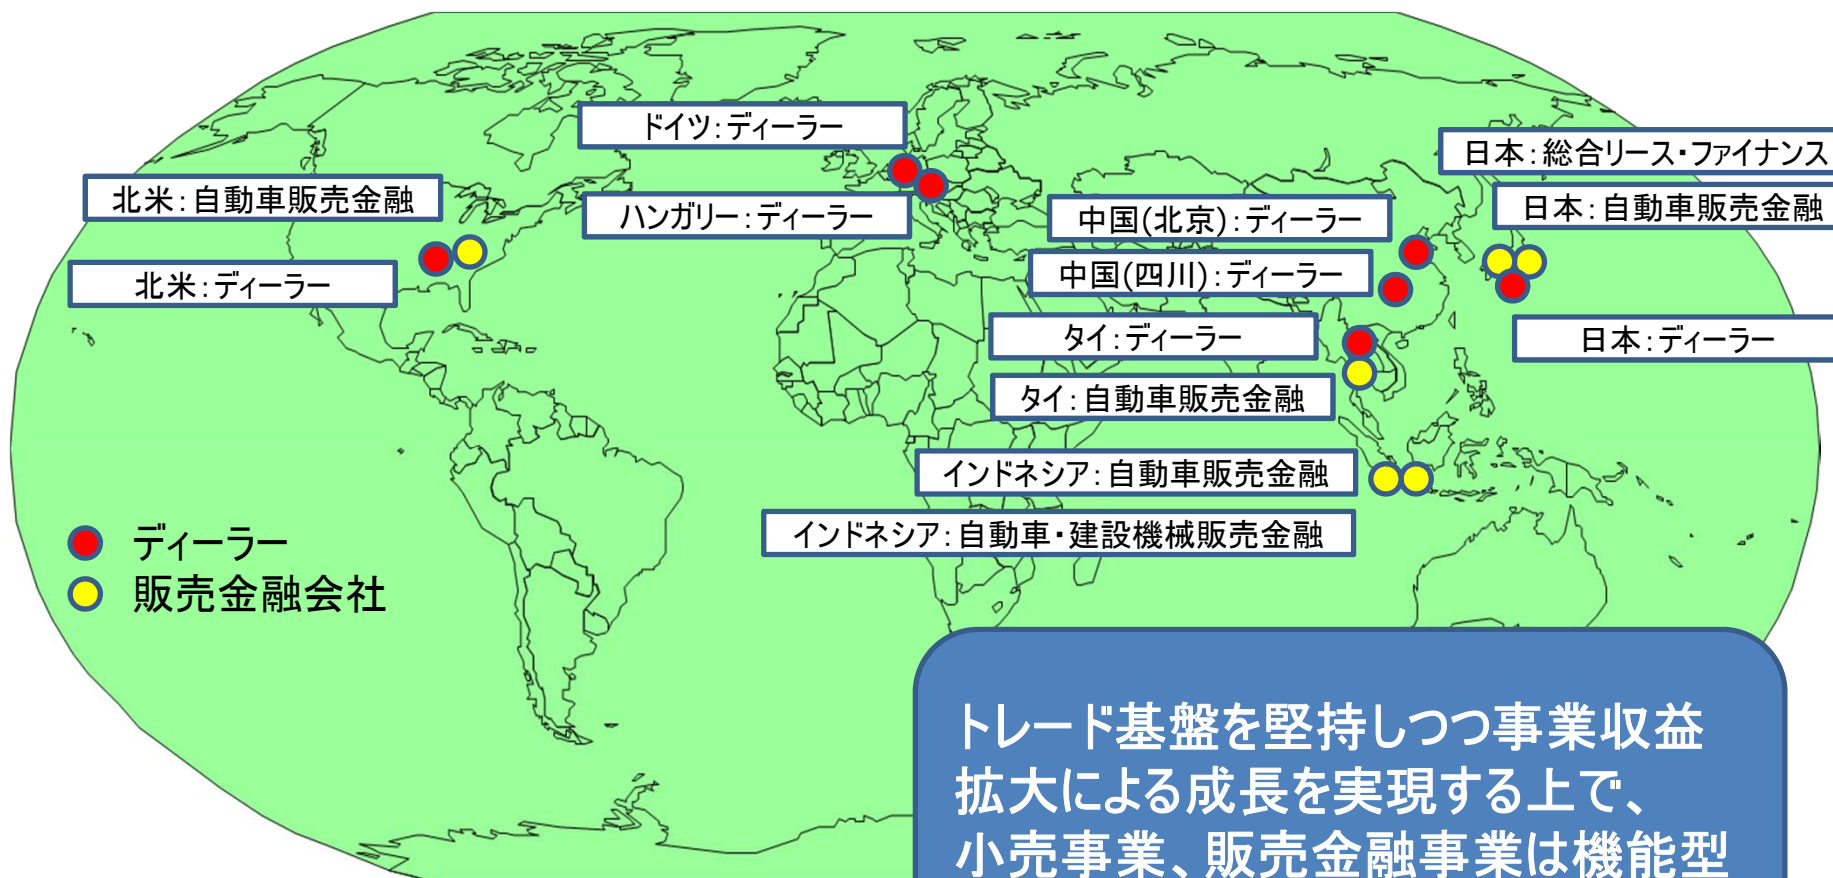 ドイツ：ディーラー
日本：総合リース・ファイナンス
北米：自動車販売金融
日本：自動車販売金融
ハンガリー：ディーラー
中国(北京)：ディーラー
中国(四川)：ディーラー
北米：ディーラー
タイ：ディーラー
日本：ディーラー
タイ：自動車販売金融
インドネシア：自動車販売金融
インドネシア：自動車・建設機械販売金融
ディーラー
販売金融会社
トレード基盤を堅持しつつ事業収益
拡大による成長を実現する上で、
小売事業、販売金融事業は機能型